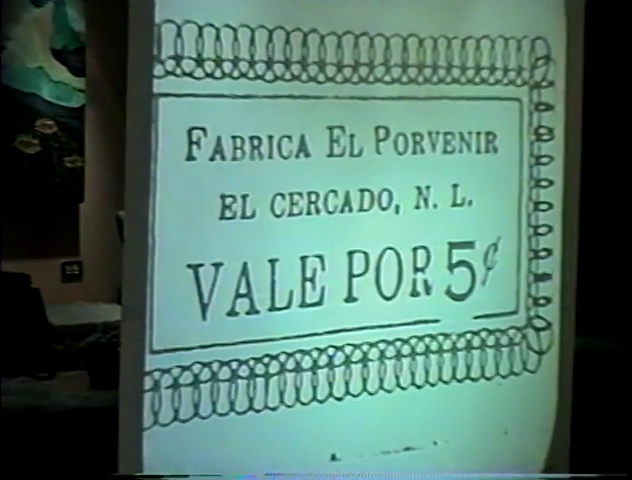 FABRICA EL PORVENIR
EL CERCADO, N. L.
VALE POR 5¢